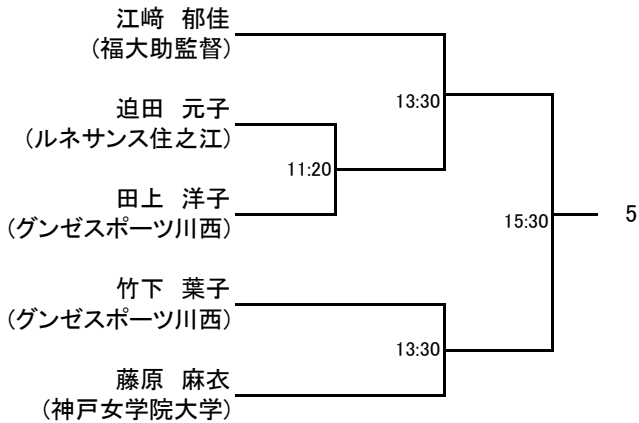 江﨑　郁佳
(福大助監督)
13:30
迫田　元子
(ルネサンス住之江)
11:20
田上　洋子
(グンゼスポーツ川西)
15:30
5
竹下　葉子
(グンゼスポーツ川西)
13:30
藤原　麻衣
(神戸女学院大学)